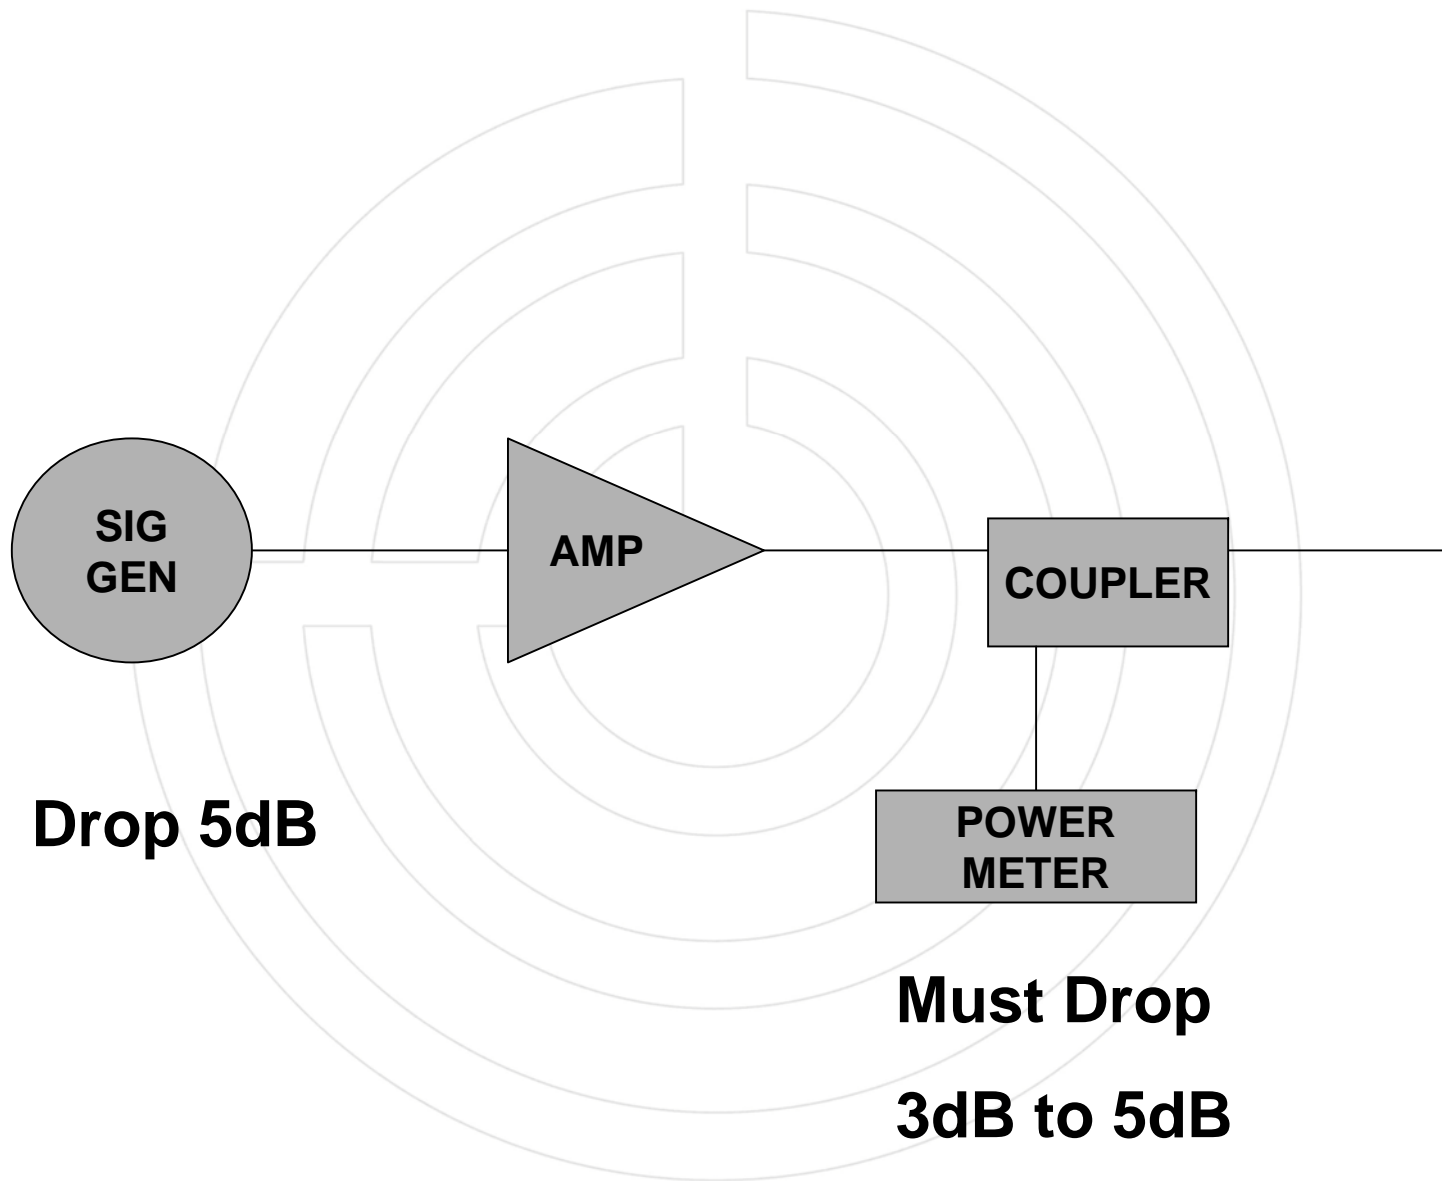 SIG
GEN
AMP
COUPLER
Drop 5dB
POWER
METER
Must Drop
3dB to 5dB